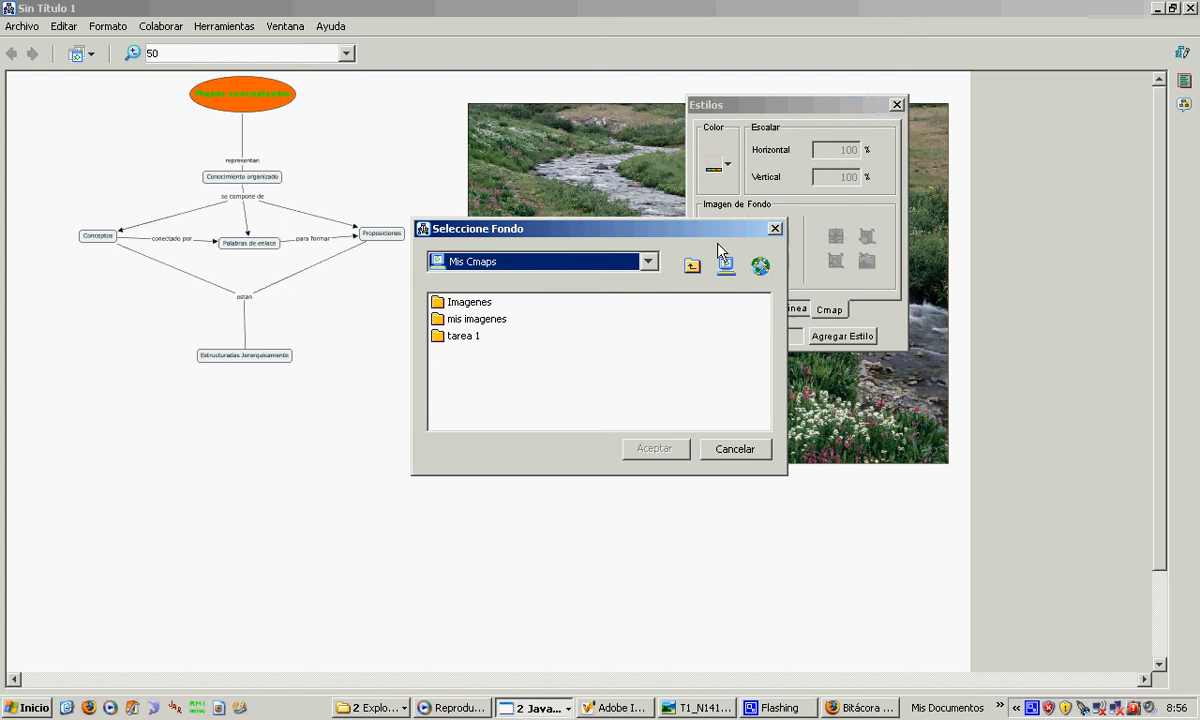 Sin Título 1
Archivo Editar Formato Colaborar Herramientas Ventana Ayuda
50
Mapas conceptuales
representan
Conocimiento organizado
se compone de
Conceptos
conectado por
Palabras de enlace
para formar
Proposiciones
estan
Estructuradas Jerarquicamente
Estilos
Color
Escalar
Horizontal 100 %
Vertical 100 %
Imagen de Fondo
Cmap
Agregar Estilo
Seleccione Fondo
Mis Cmaps
Imagenes
mis imagenes
tarea 1
Aceptar Cancelar
Inicio 2 Explo... Reprodu... 2 Java... Adobe I... T1_N141... Flashing Bitácora ... Mis Documentos » « 8:56